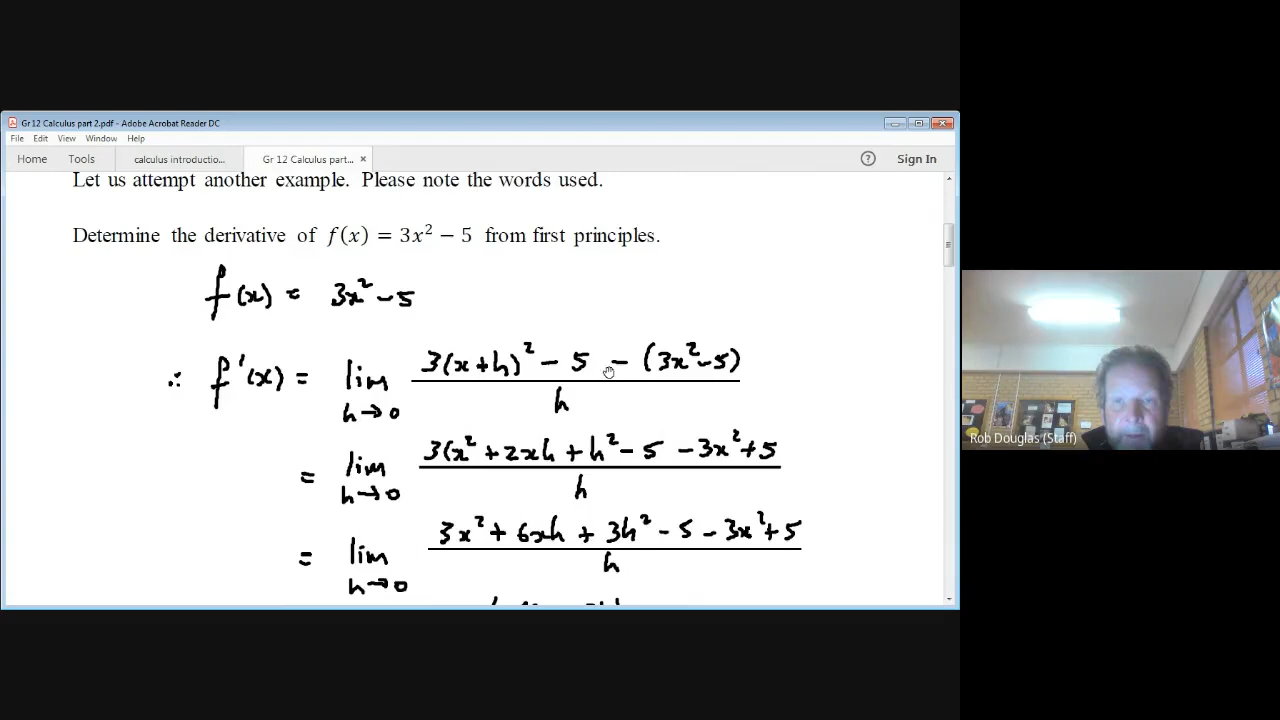 Gr 12 Calculus part 2.pdf - Adobe Acrobat Reader DC
File Edit View Window Help
Home Tools calculus introductio... Gr 12 Calculus part... × ? Sign In
Let us attempt another example. Please note the words used.
Determine the derivative of f(x) = 3x² − 5 from first principles.
f(x) = 3x² − 5
∴ f'(x) = lim h→0 3(x+h)² − 5 − (3x² − 5) / h
= lim h→0 3(x² + 2xh + h² − 5 − 3x² + 5 / h
= lim h→0 3x² + 6xh + 3h² − 5 − 3x² + 5 / h
Rob Douglas (Staff)